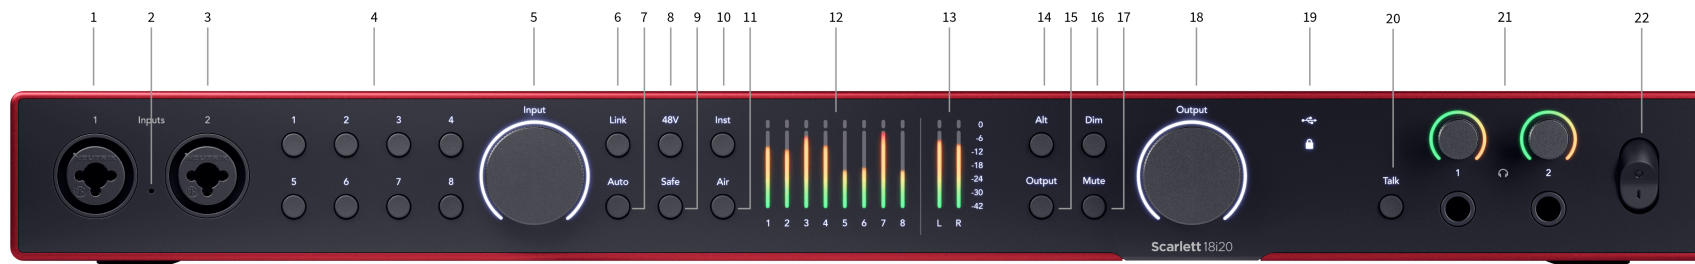 1 2 3 4 5 6 7 8 9 10 11 12 13 14 15 16 17 18 19 20 21 22
Input Output
1 Inputs 2 1 2 3 4 Link 48V Inst 0 Alt Dim
-6
-12
-18
5 6 7 8 Auto Safe Air -24 Output Mute Talk 1 2
-30
-42
1 2 3 4 5 6 7 8 L R
Scarlett 18i20